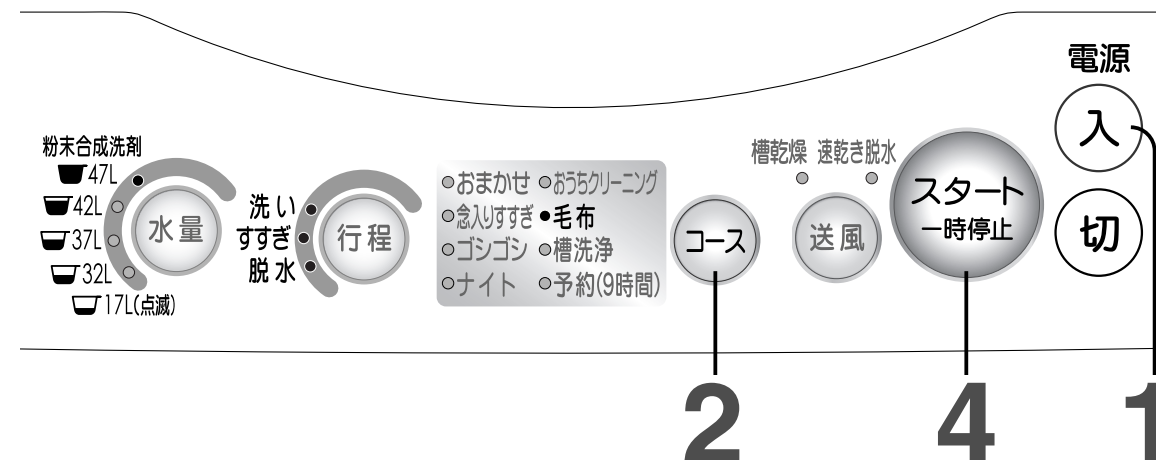 電源
入
切
粉末合成洗剤
47L
42L
37L
32L
17L(点滅)
水量
洗い
すすぎ
脱水
行程
おまかせ おうちクリーニング
念入りすすぎ 毛布
ゴシゴシ 槽洗浄
ナイト 予約(9時間)
コース
槽乾燥 速乾き脱水
送風
スタート
一時停止
2
4
1